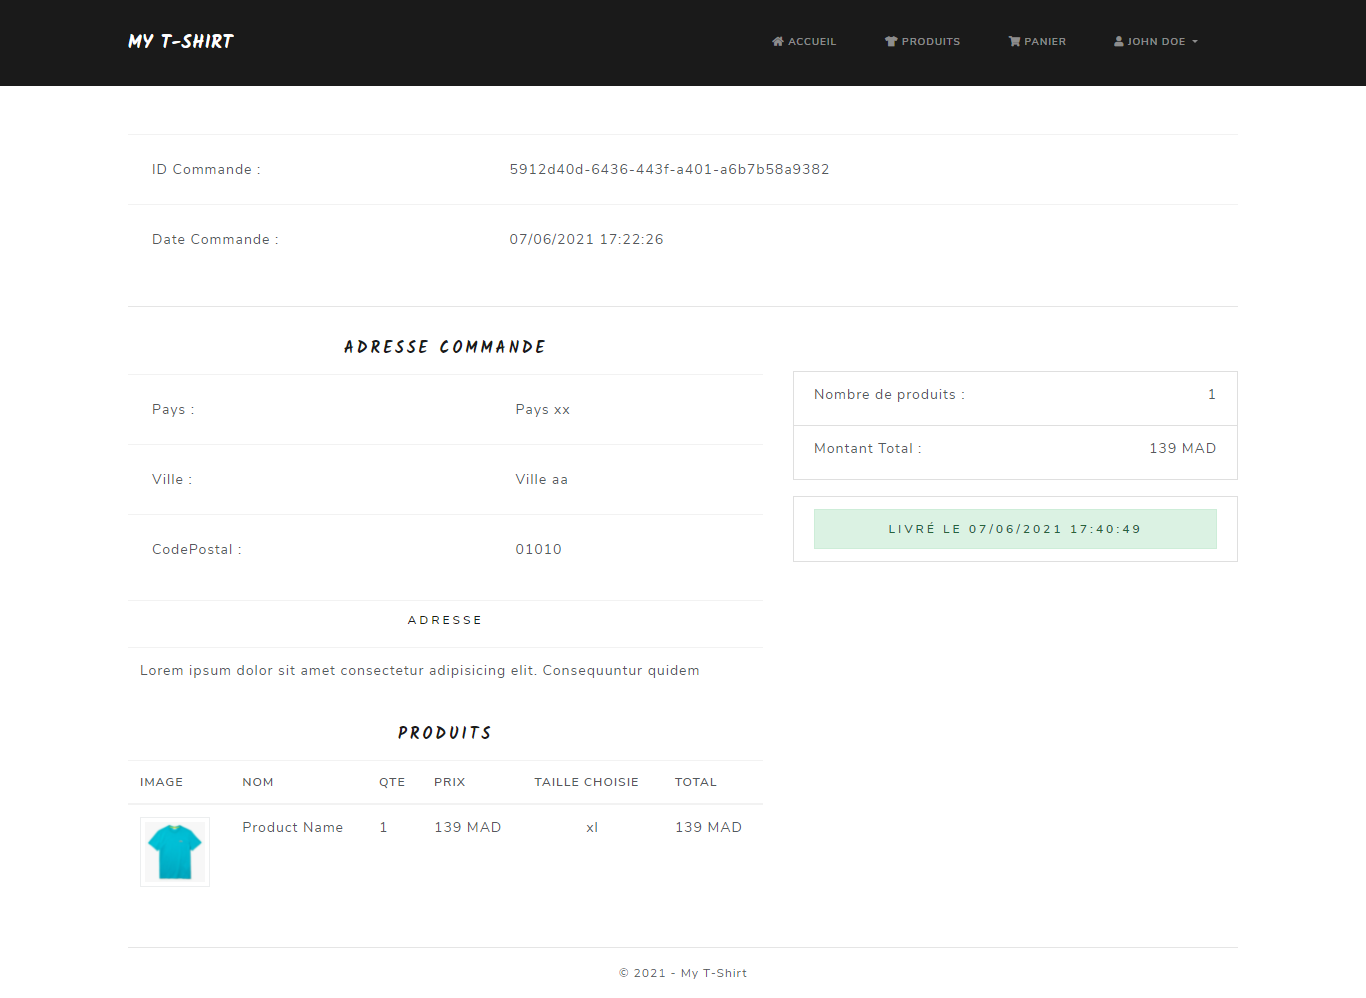 MY T-SHIRT
ACCUEIL PRODUITS PANIER JOHN DOE
ID Commande : 5912d40d-6436-443f-a401-a6b7b58a9382
Date Commande : 07/06/2021 17:22:26
ADRESSE COMMANDE
Pays : Pays xx
Ville : Ville aa
CodePostal : 01010
ADRESSE
Lorem ipsum dolor sit amet consectetur adipisicing elit. Consequuntur quidem
Nombre de produits : 1
Montant Total : 139 MAD
LIVRÉ LE 07/06/2021 17:40:49
PRODUITS
IMAGE NOM QTE PRIX TAILLE CHOISIE TOTAL
Product Name 1 139 MAD xl 139 MAD
© 2021 - My T-Shirt